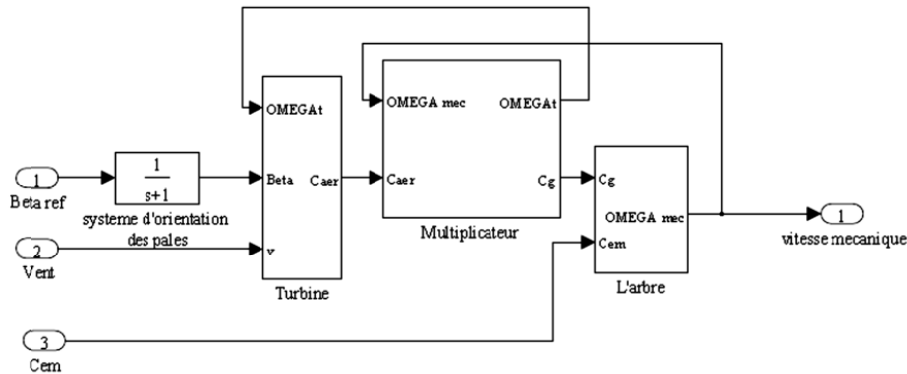 OMEGAt
OMEGA mec
OMEGAt
1
Beta ref
1
s+1
systeme d'orientation
des pales
Beta
Caer
Caer
Cg
Cg
OMEGA mec
1
vitesse mecanique
Multiplicateur
2
Vent
v
Turbine
Cem
L'arbre
3
Cem